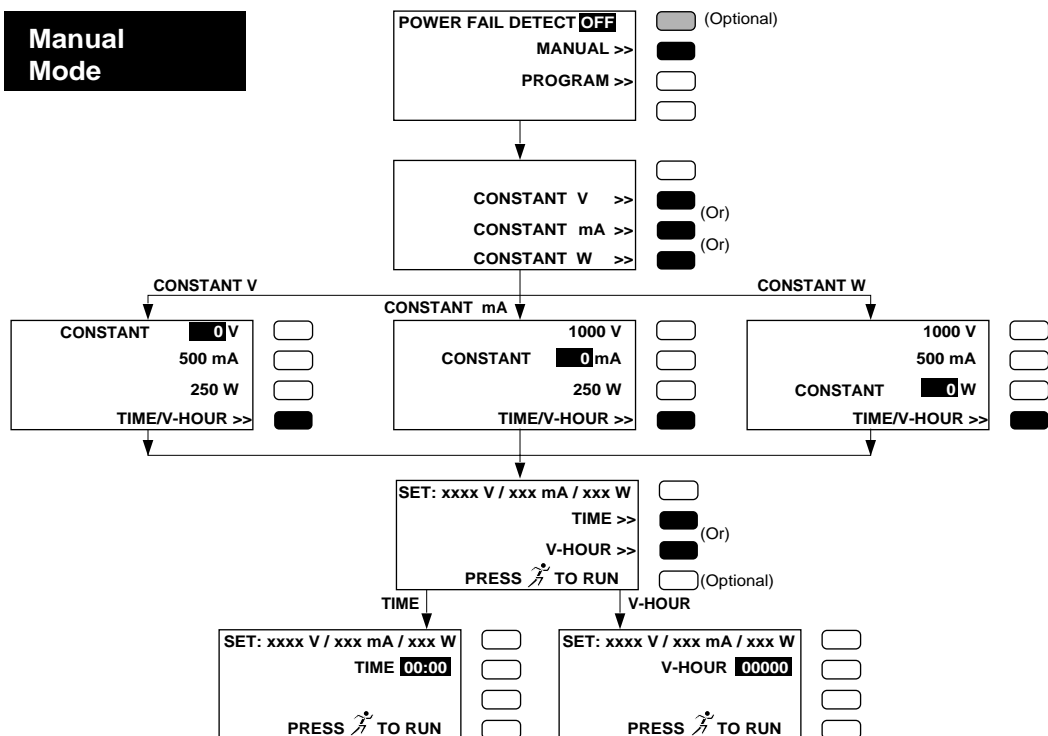 Manual
Mode
POWER FAIL DETECT OFF
(Optional)
MANUAL >>
PROGRAM >>
CONSTANT V >>
(Or)
CONSTANT mA >>
(Or)
CONSTANT W >>
CONSTANT V
CONSTANT mA
CONSTANT W
CONSTANT 0 V
500 mA
250 W
TIME/V-HOUR >>
1000 V
CONSTANT 0 mA
250 W
TIME/V-HOUR >>
1000 V
500 mA
CONSTANT 0 W
TIME/V-HOUR >>
SET: xxxx V / xxx mA / xxx W
TIME >>
(Or)
V-HOUR >>
PRESS TO RUN
(Optional)
TIME
V-HOUR
SET: xxxx V / xxx mA / xxx W
TIME 00:00
PRESS TO RUN
SET: xxxx V / xxx mA / xxx W
V-HOUR 00000
PRESS TO RUN